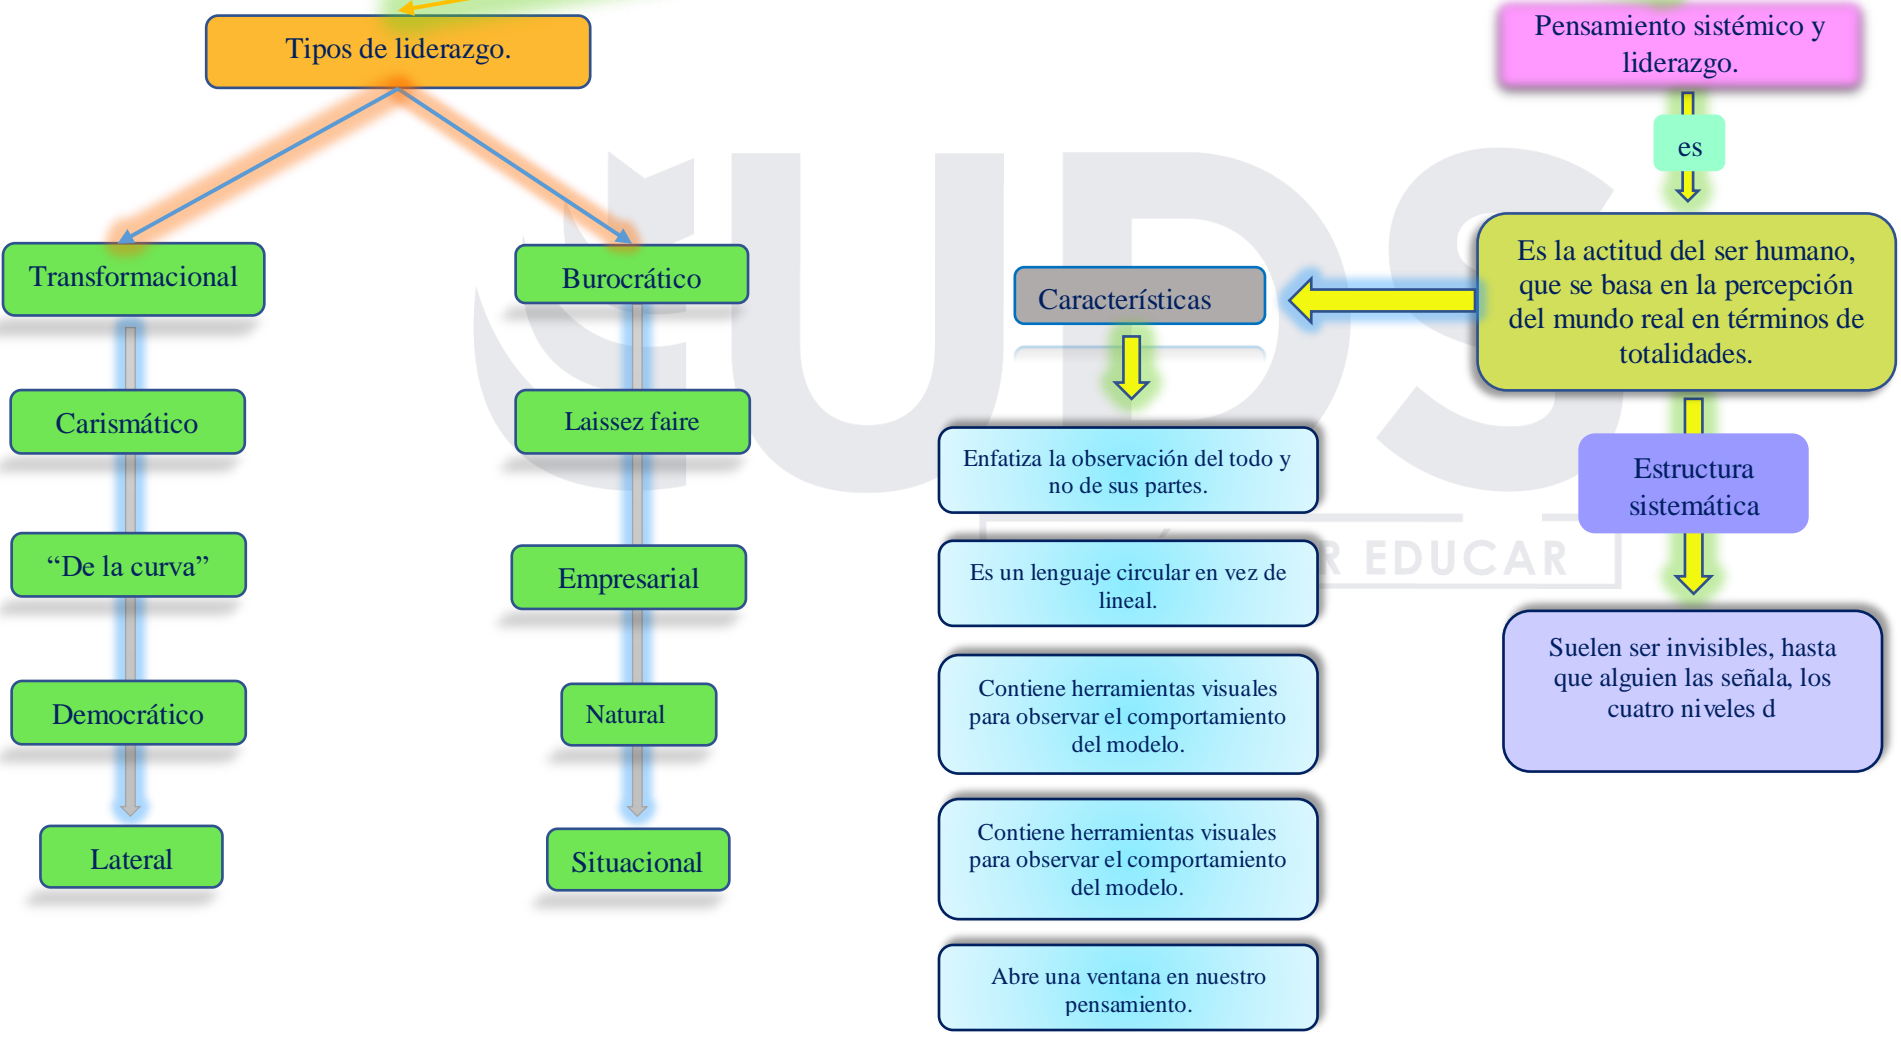 Tipos de liderazgo.
Transformacional
Carismático
“De la curva”
Democrático
Lateral
Burocrático
Laissez faire
Empresarial
Natural
Situacional
Pensamiento sistémico y
liderazgo.
es
Es la actitud del ser humano,
que se basa en la percepción
del mundo real en términos de
totalidades.
Características
Enfatiza la observación del todo y
no de sus partes.
Es un lenguaje circular en vez de
lineal.
Contiene herramientas visuales
para observar el comportamiento
del modelo.
Contiene herramientas visuales
para observar el comportamiento
del modelo.
Abre una ventana en nuestro
pensamiento.
Estructura
sistemática
Suelen ser invisibles, hasta
que alguien las señala, los
cuatro niveles d
UDS
R EDUCAR